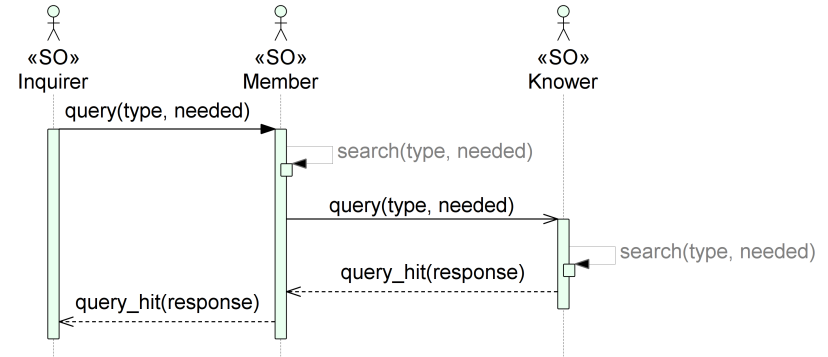 «SO»
Inquirer
«SO»
Member
«SO»
Knower
query(type, needed)
search(type, needed)
query(type, needed)
search(type, needed)
query_hit(response)
query_hit(response)